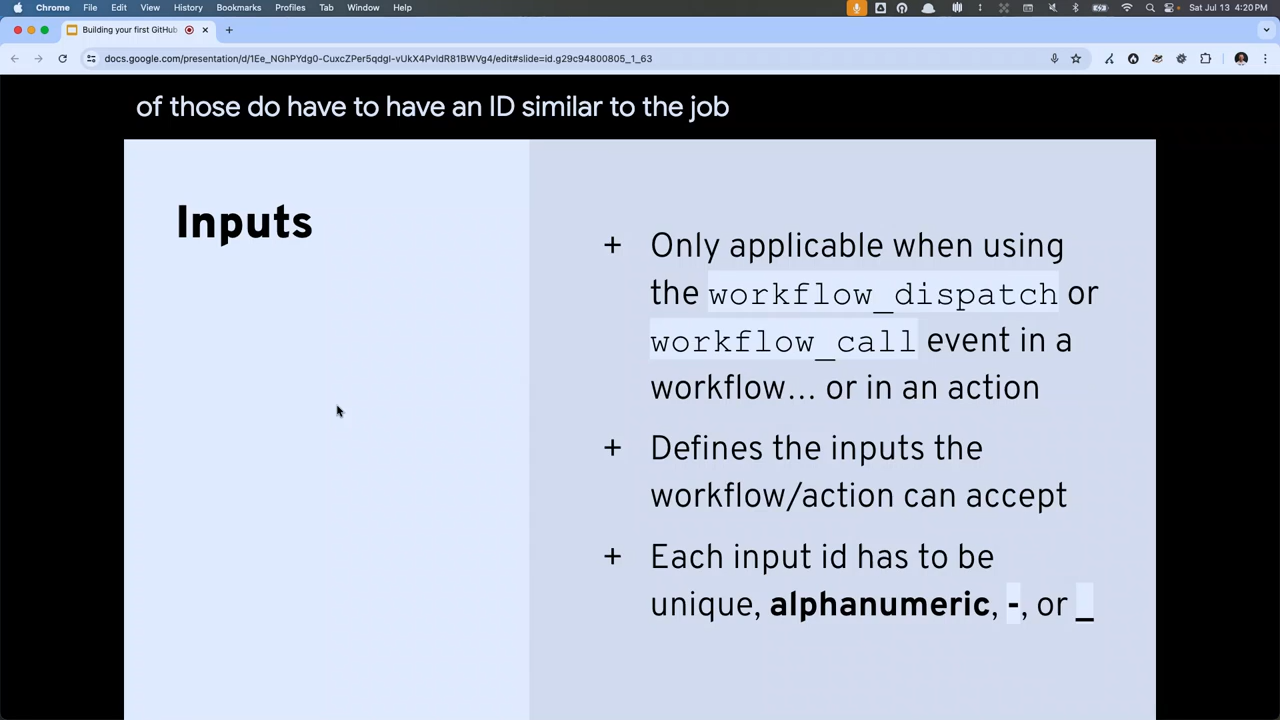 Chrome File Edit View History Bookmarks Profiles Tab Window Help Sat Jul 13 4:20 PM
Building your first GitHub
docs.google.com/presentation/d/1Ee_NGhPYdg0-CuxcZPer5qdgI-vUkX4PvldR81BWVg4/edit#slide=id.g29c94800805_1_63
of those do have to have an ID similar to the job
Inputs
+ Only applicable when using
the workflow_dispatch or
workflow_call event in a
workflow... or in an action
+ Defines the inputs the
workflow/action can accept
+ Each input id has to be
unique, alphanumeric, -, or _